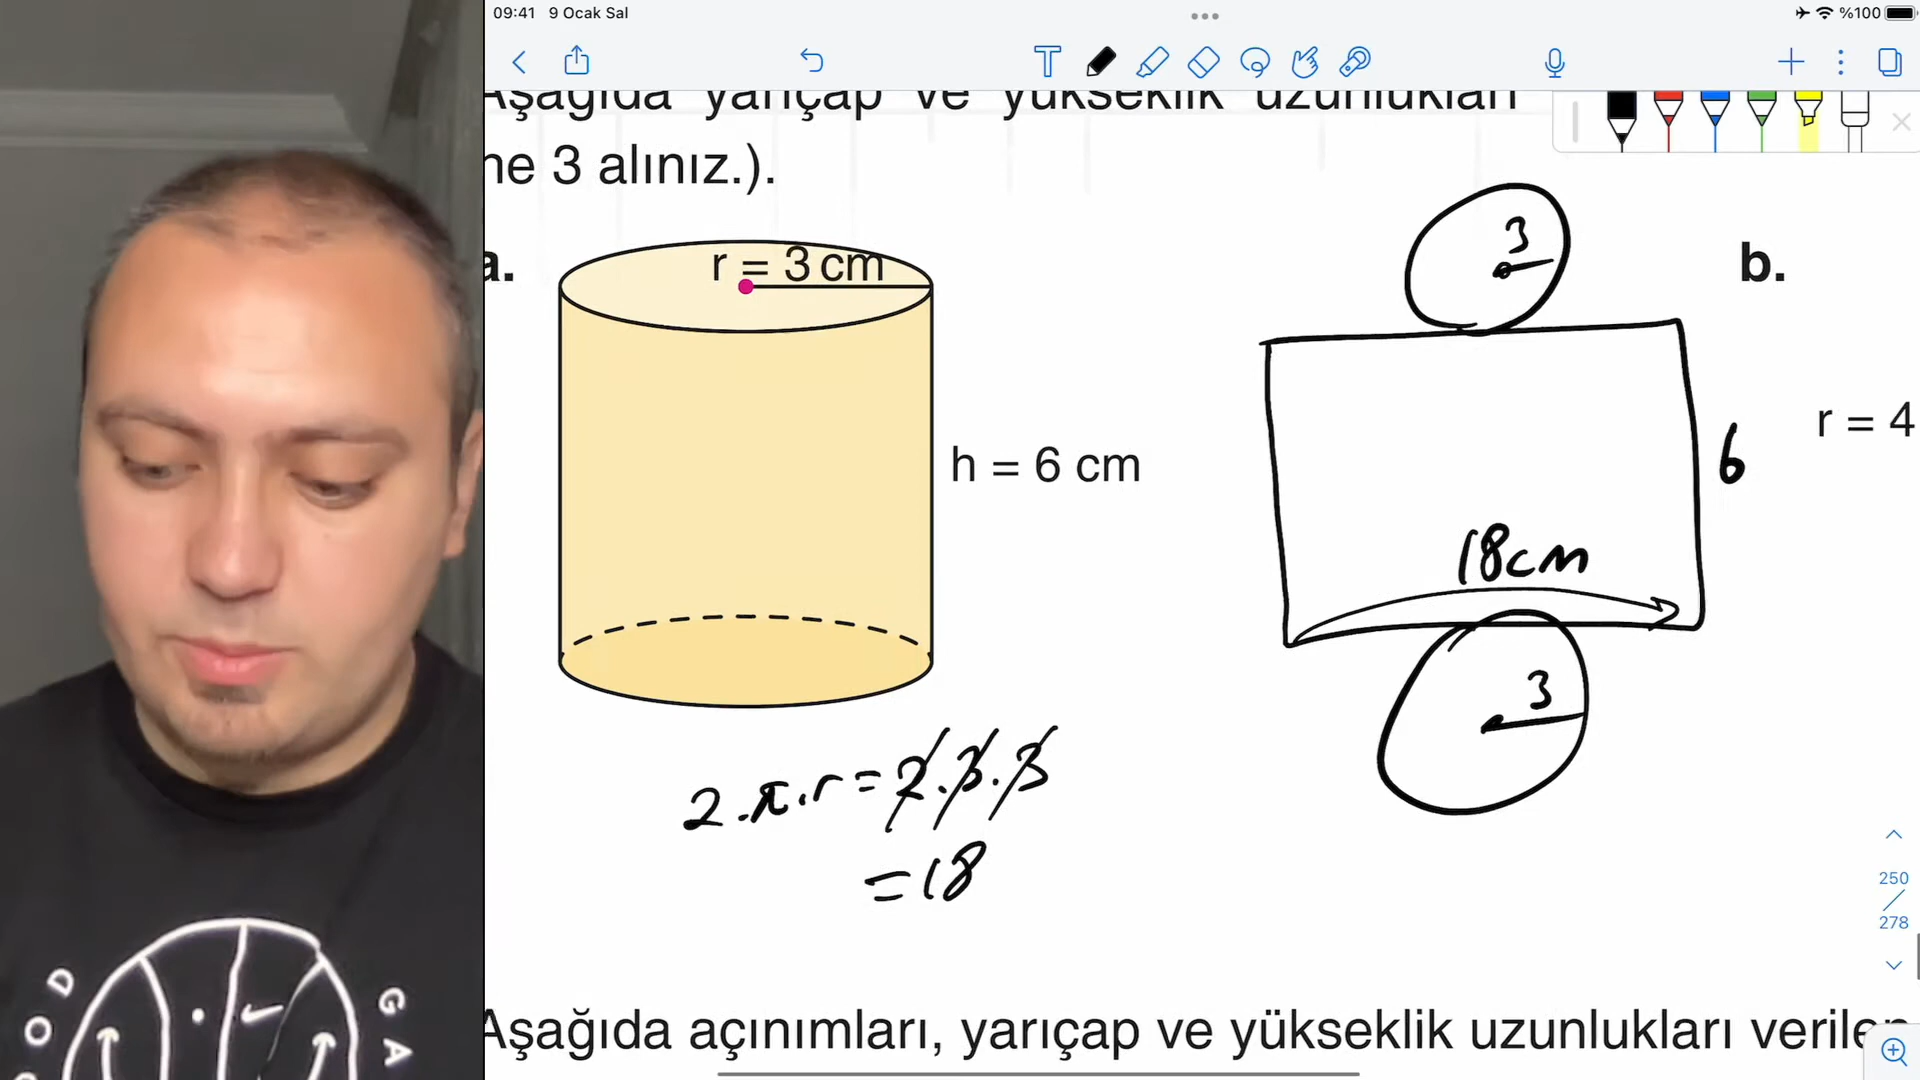 09:41 9 Ocak Sal
%100
Aşağıda yarıçap ve yükseklik uzunlukları
ne 3 alınız.).
a.
r = 3 cm
h = 6 cm
3
b.
r = 4
6
18cm
3
2.π.r=2.3.3
=18
250
278
Aşağıda açınımları, yarıçap ve yükseklik uzunlukları verilen
D
O
G
A